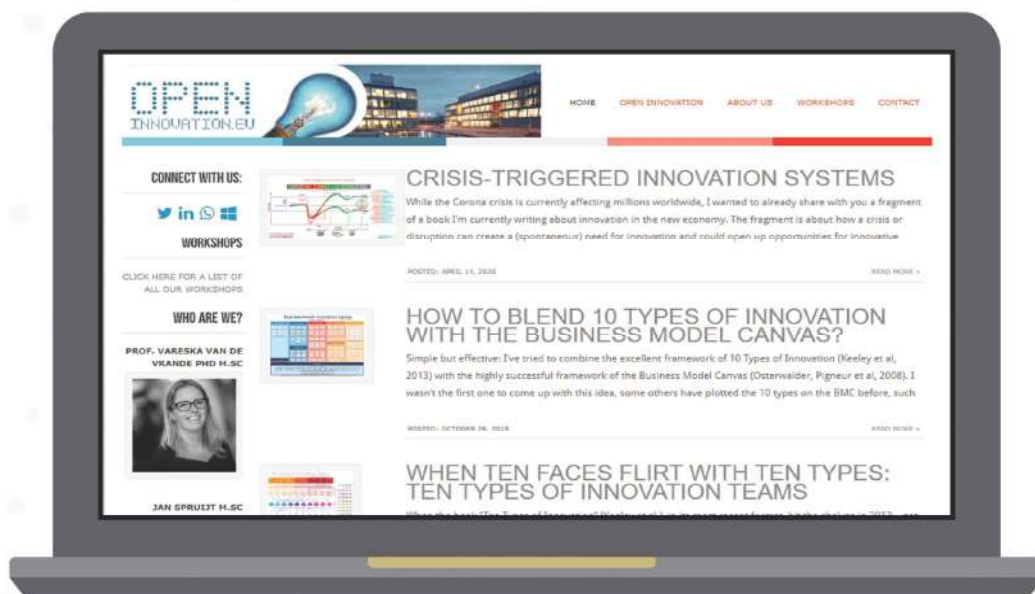 OPEN
INNOVATION.EU
HOME OPEN INNOVATION ABOUT US WORKSHOPS CONTACT
CONNECT WITH US:
WORKSHOPS
CLICK HERE FOR A LIST OF
ALL OUR WORKSHOPS
WHO ARE WE?
PROF. VARESKA VAN DE
VRANDE PHD M.SC
JAN SPRUIJT M.SC
CRISIS-TRIGGERED INNOVATION SYSTEMS
While the Corona crisis is currently affecting millions worldwide, I wanted to already share with you a fragment
of a book I'm currently writing about innovation in the new economy. The fragment is about how a crisis or
disruption can create a (spontaneous) need for innovation and could open up opportunities for innovative
POSTED: APRIL 14, 2020 READ MORE »
HOW TO BLEND 10 TYPES OF INNOVATION
WITH THE BUSINESS MODEL CANVAS?
Simple but effective: I've tried to combine the excellent framework of 10 Types of Innovation (Keeley et al,
2013) with the highly successful framework of the Business Model Canvas (Osterwalder, Pigneur et al, 2008). I
wasn't the first one to come up with this idea, some others have plotted the 10 types on the BMC before, such
POSTED: OCTOBER 29, 2019 READ MORE »
WHEN TEN FACES FLIRT WITH TEN TYPES:
TEN TYPES OF INNOVATION TEAMS